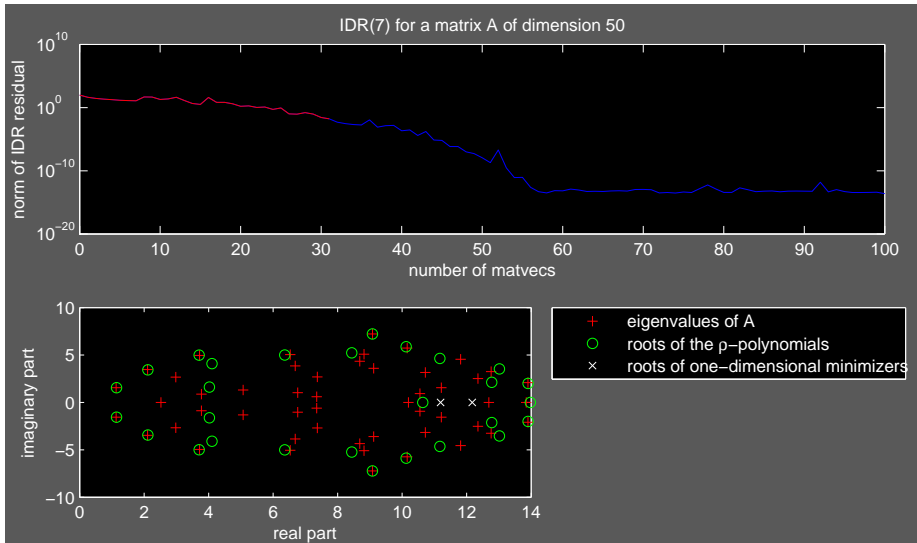 IDR(7) for a matrix A of dimension 50
norm of IDR residual
10^10
10^0
10^−10
10^−20
0 10 20 30 40 50 60 70 80 90 100
number of matvecs
imaginary part
10
5
0
−5
−10
0 2 4 6 8 10 12 14
real part
eigenvalues of A
roots of the ρ−polynomials
roots of one−dimensional minimizers